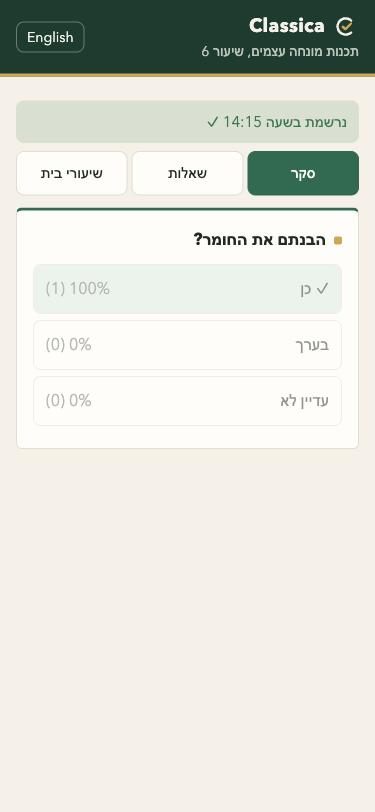 Classica
English
תכנות מונחה עצמים, שיעור 6
נרשמת בשעה 14:15 ✓
סקר
שאלות
שיעורי בית
הבנתם את החומר?
✓ כן
100% (1)
בערך
0% (0)
עדיין לא
0% (0)